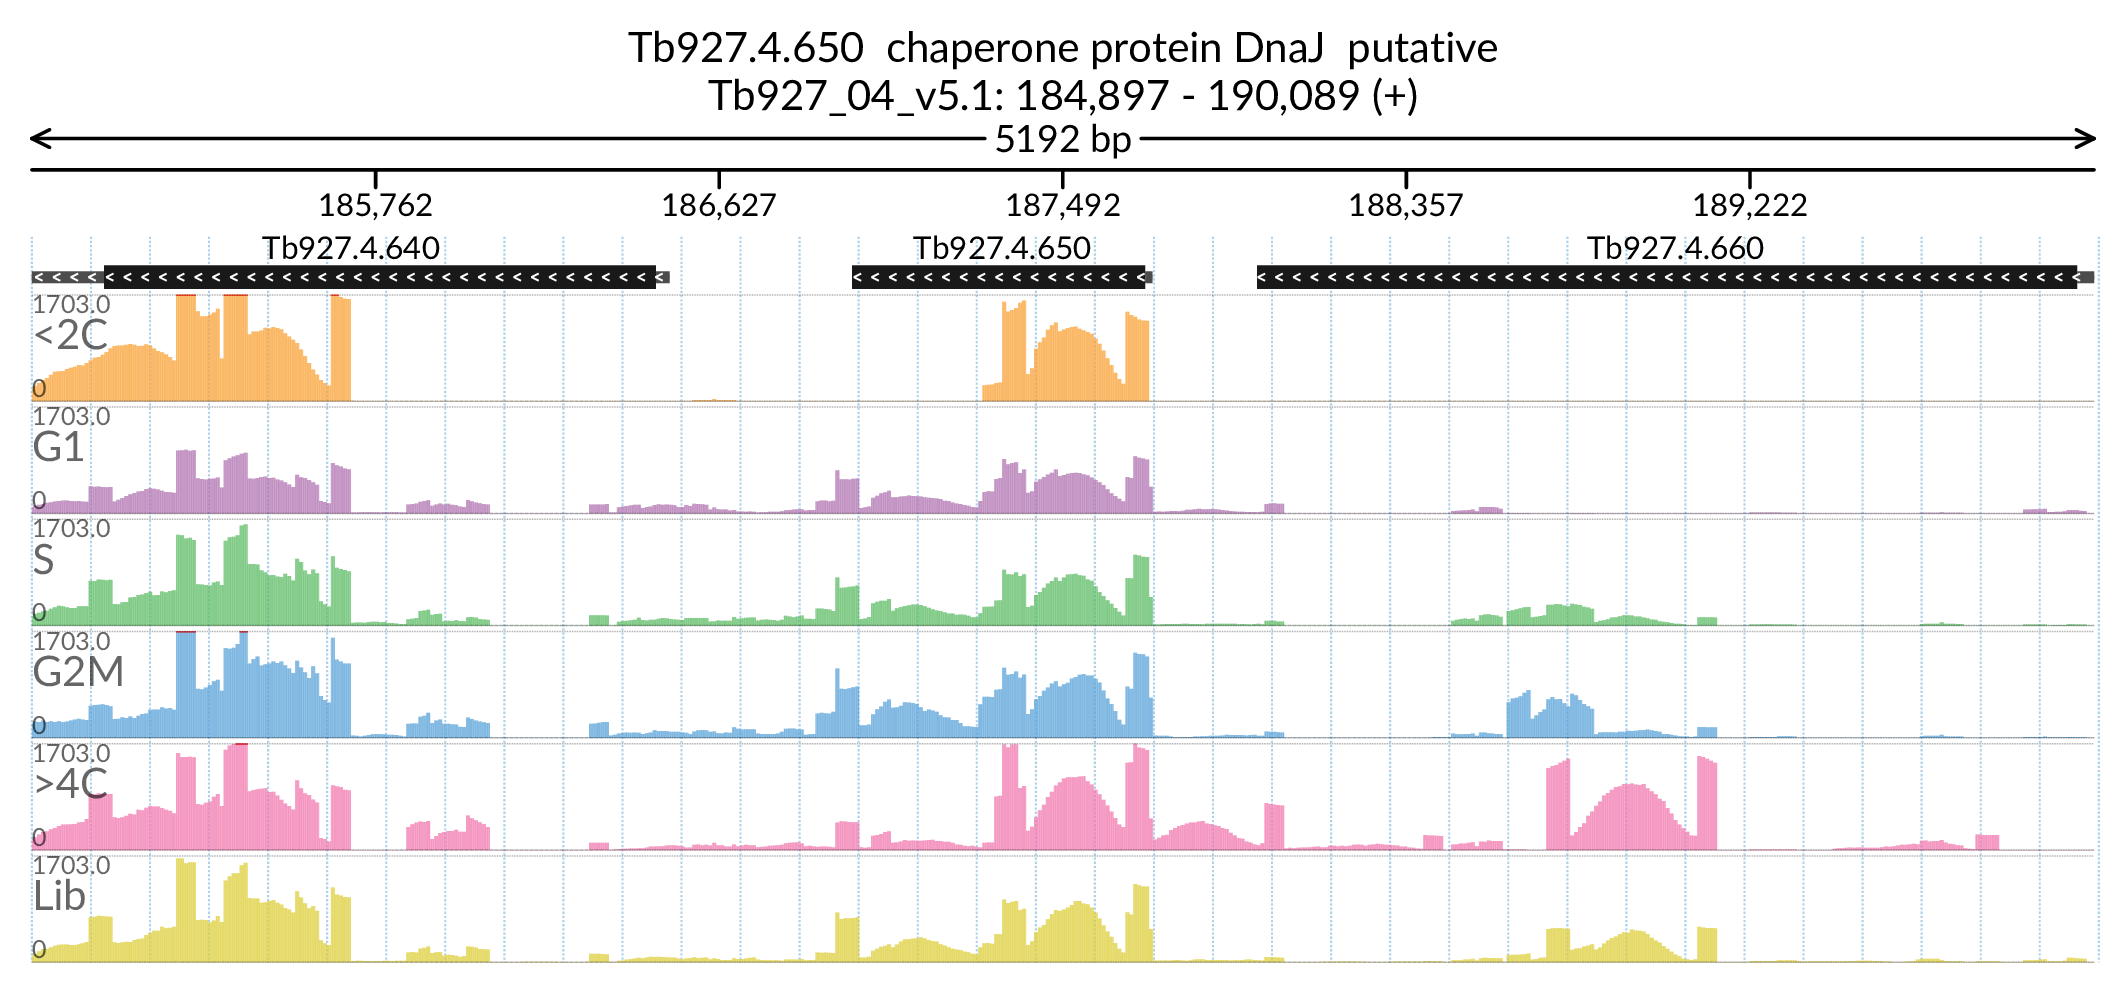 Tb927.4.650 chaperone protein DnaJ putative
Tb927_04_v5.1: 184,897 - 190,089 (+)
5192 bp
185,762 186,627 187,492 188,357 189,222
Tb927.4.640 Tb927.4.650 Tb927.4.660
1703.0
<2C
0
1703.0
G1
0
1703.0
S
0
1703.0
G2M
0
1703.0
>4C
0
1703.0
Lib
0